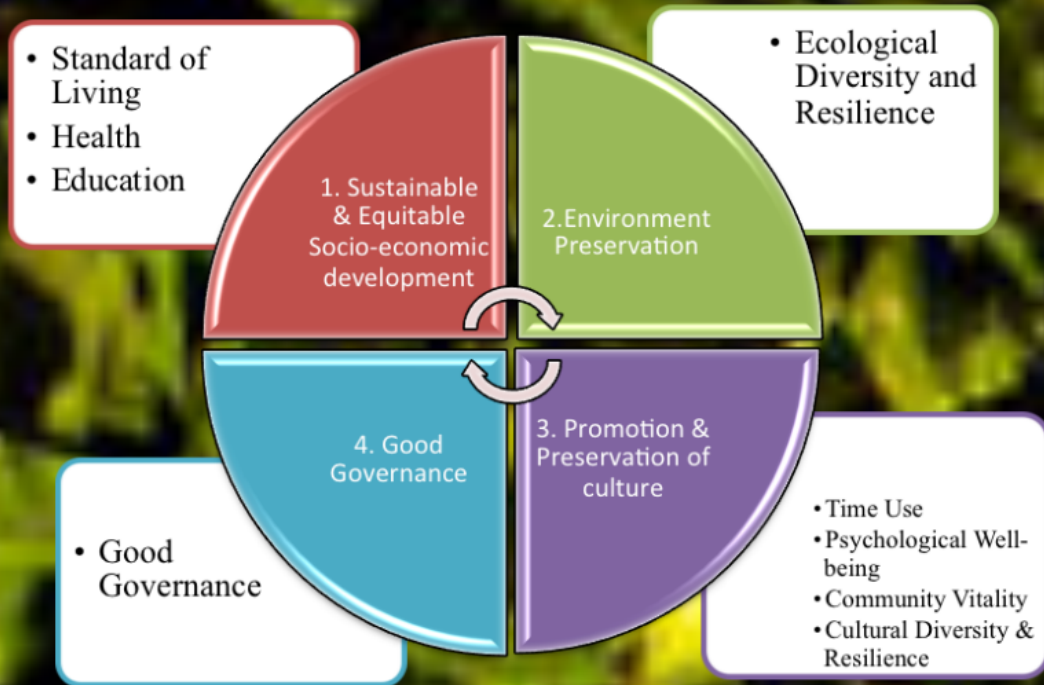 • Standard of
Living
• Health
• Education
• Ecological
Diversity and
Resilience
1. Sustainable
& Equitable
Socio-economic
development
2.Environment
Preservation
3. Promotion &
Preservation of
culture
4. Good
Governance
• Good
Governance
•Time Use
•Psychological Well-
being
•Community Vitality
•Cultural Diversity &
Resilience